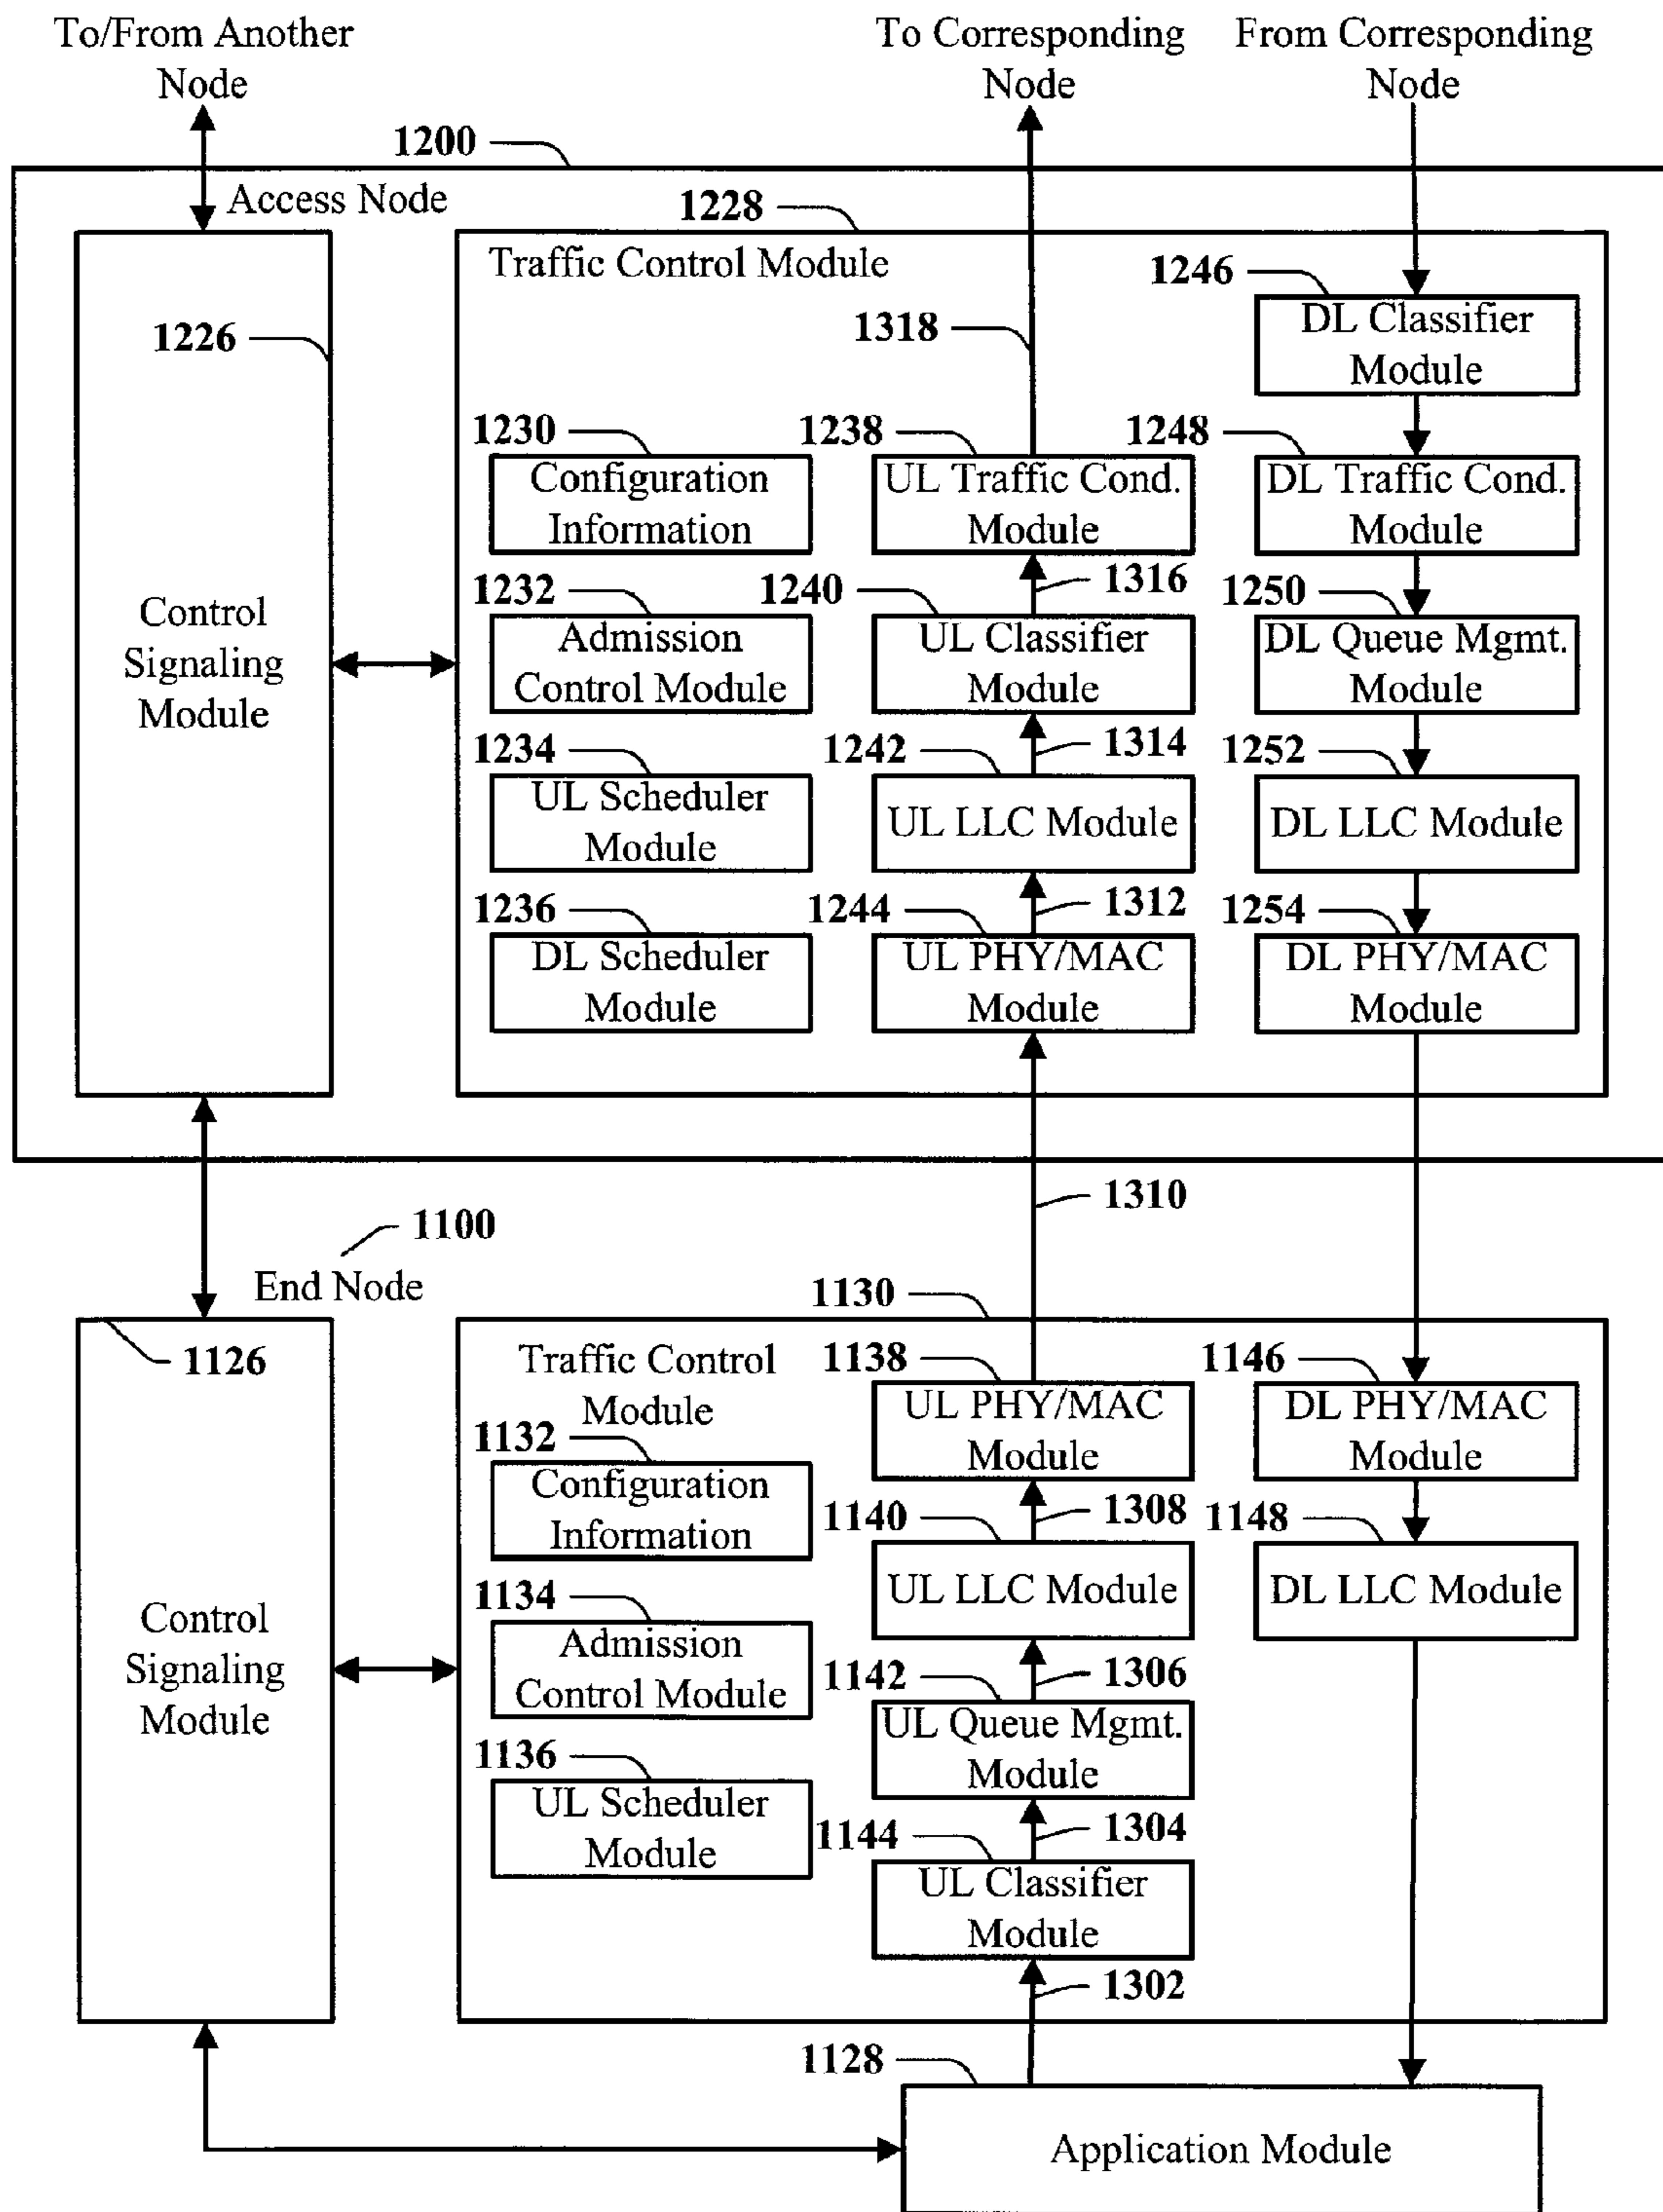 To/From Another
Node
To Corresponding
Node
From Corresponding
Node
1200
Access Node
1226
Control
Signaling
Module
1228
Traffic Control Module
1318
1246
DL Classifier
Module
1230
Configuration
Information
1238
UL Traffic Cond.
Module
1248
DL Traffic Cond.
Module
1316
1232
Admission
Control Module
1240
UL Classifier
Module
1250
DL Queue Mgmt.
Module
1314
1234
UL Scheduler
Module
1242
UL LLC Module
1252
DL LLC Module
1312
1236
DL Scheduler
Module
1244
UL PHY/MAC
Module
1254
DL PHY/MAC
Module
1310
1100
End Node
1126
Control
Signaling
Module
1130
Traffic Control
Module
1138
UL PHY/MAC
Module
1146
DL PHY/MAC
Module
1132
Configuration
Information
1308
1140
UL LLC Module
1148
DL LLC Module
1134
Admission
Control Module
1306
1142
UL Queue Mgmt.
Module
1136
UL Scheduler
Module
1304
1144
UL Classifier
Module
1302
1128
Application Module